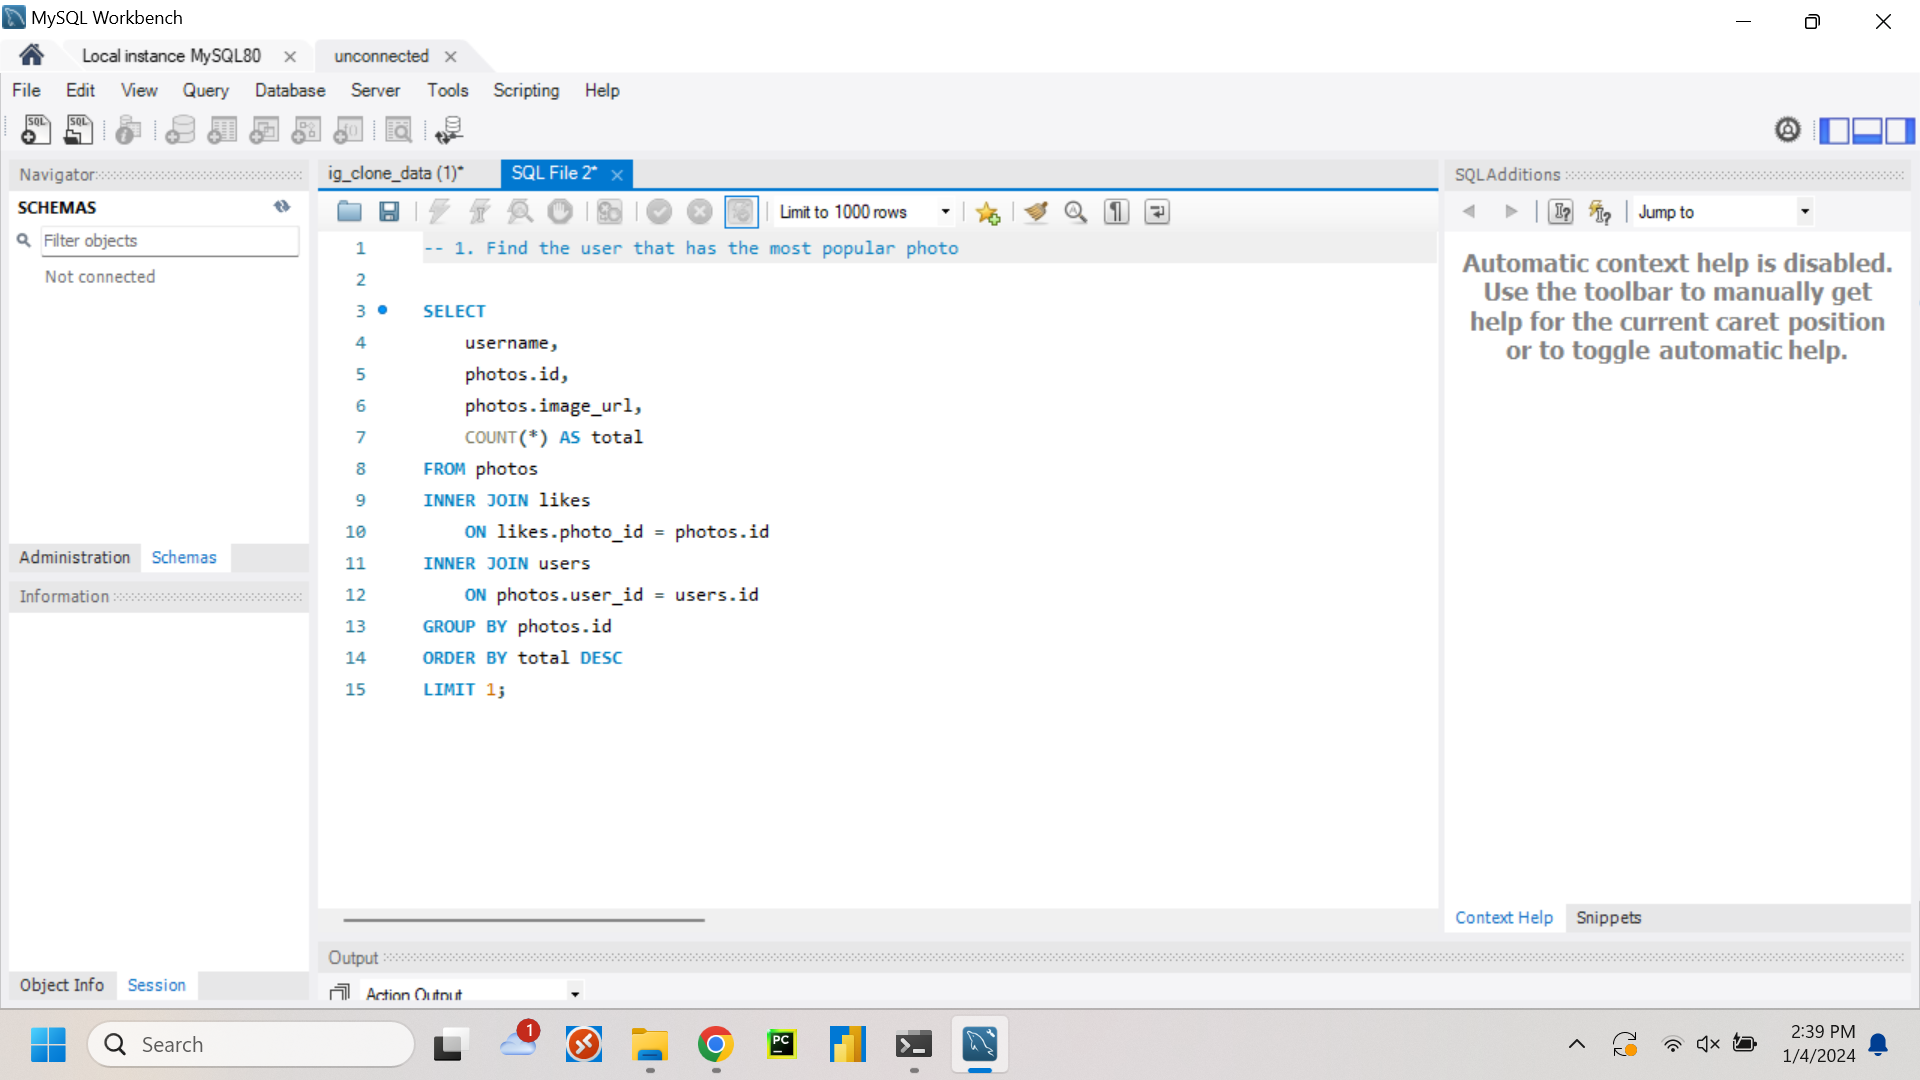 MySQL Workbench
Local instance MySQL80
unconnected
File Edit View Query Database Server Tools Scripting Help
Navigator
SCHEMAS
Filter objects
Not connected
Administration Schemas
Information
Object Info Session
ig_clone_data (1)*
SQL File 2*
Limit to 1000 rows
1 -- 1. Find the user that has the most popular photo
2
3 SELECT
4 username,
5 photos.id,
6 photos.image_url,
7 COUNT(*) AS total
8 FROM photos
9 INNER JOIN likes
10 ON likes.photo_id = photos.id
11 INNER JOIN users
12 ON photos.user_id = users.id
13 GROUP BY photos.id
14 ORDER BY total DESC
15 LIMIT 1;
Output
Action Output
SQLAdditions
Jump to
Automatic context help is disabled.
Use the toolbar to manually get
help for the current caret position
or to toggle automatic help.
Context Help Snippets
Search
1
PC
2:39 PM
1/4/2024